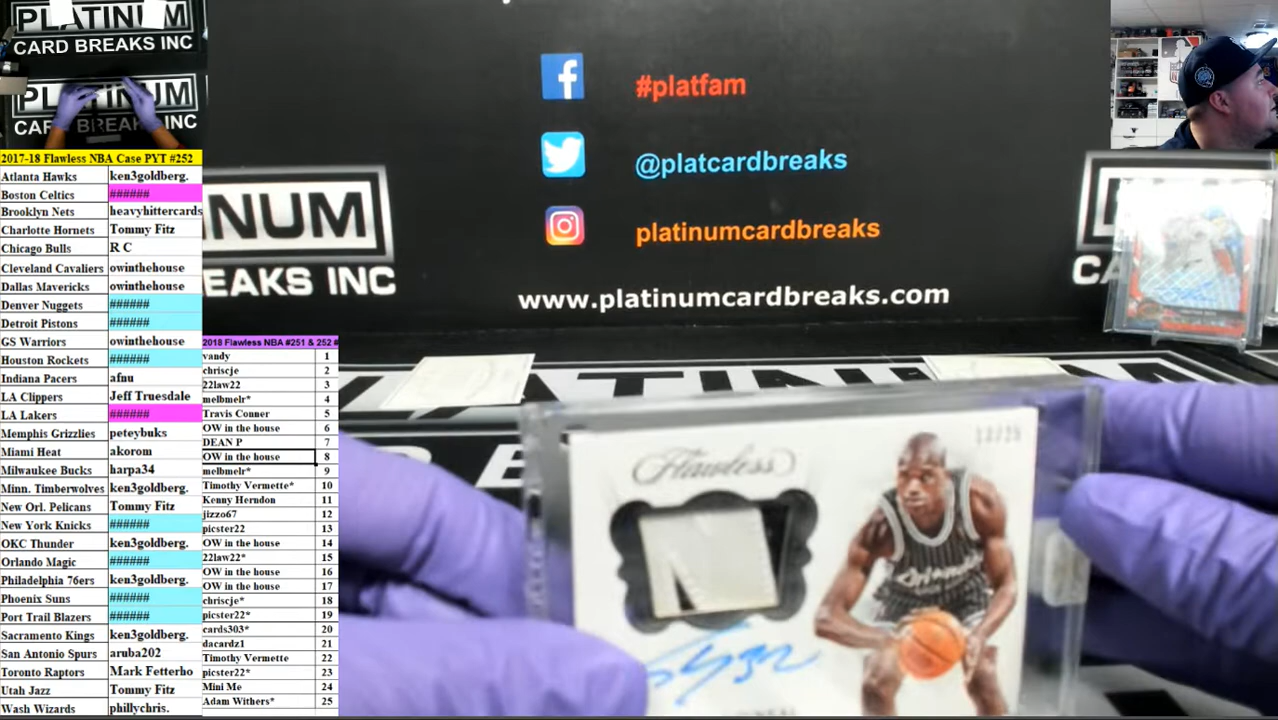 PLATINUM
CARD BREAKS INC
PLATINUM
CARD BREAKS INC
2017-18 Flawless NBA Case PYT #252
Atlanta Hawks ken3goldberg.
Boston Celtics ######
Brooklyn Nets heavyhittercards
Charlotte Hornets Tommy Fitz
Chicago Bulls R C
Cleveland Cavaliers owinthehouse
Dallas Mavericks owinthehouse
Denver Nuggets ######
Detroit Pistons ######
GS Warriors owinthehouse
Houston Rockets ######
Indiana Pacers afnu
LA Clippers Jeff Truesdale
LA Lakers ######
Memphis Grizzlies peteybuks
Miami Heat akorom
Milwaukee Bucks harpa34
Minn. Timberwolves ken3goldberg.
New Orl. Pelicans Tommy Fitz
New York Knicks ######
OKC Thunder ken3goldberg.
Orlando Magic ######
Philadelphia 76ers ken3goldberg.
Phoenix Suns ######
Port Trail Blazers ######
Sacramento Kings ken3goldberg.
San Antonio Spurs aruba202
Toronto Raptors Mark Fetterho
Utah Jazz Tommy Fitz
Wash Wizards phillychris.
2018 Flawless NBA #251 & 252 #
vandy 1
chriscje 2
22law22 3
melbmelr* 4
Travis Conner 5
OW in the house 6
DEAN P 7
OW in the house 8
melbmelr* 9
Timothy Vermette* 10
Kenny Herndon 11
jizzo67 12
picster22 13
OW in the house 14
22law22* 15
OW in the house 16
OW in the house 17
chriscje* 18
picster22* 19
cards303* 20
dacardz1 21
Timothy Vermette 22
picster22* 23
Mini Me 24
Adam Withers* 25
#platfam
@platcardbreaks
platinumcardbreaks
www.platinumcardbreaks.com
NUM
EAKS INC
Flawless
Orlando